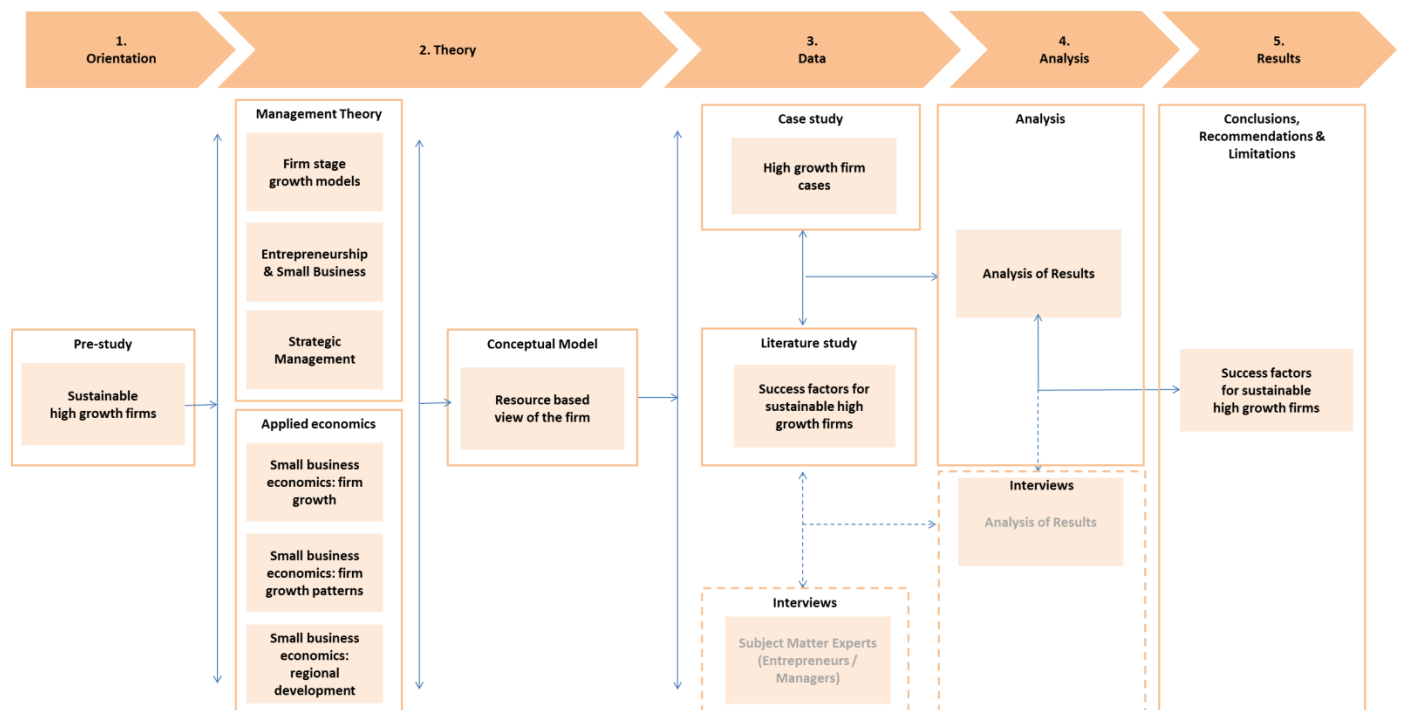 1.
Orientation
2. Theory
3.
Data
4.
Analysis
5.
Results
Pre-study
Sustainable
high growth firms
Management Theory
Firm stage
growth models
Entrepreneurship
& Small Business
Strategic
Management
Applied economics
Small business
economics: firm
growth
Small business
economics: firm
growth patterns
Small business
economics:
regional
development
Conceptual Model
Resource based
view of the firm
Case study
High growth firm
cases
Literature study
Success factors for
sustainable high
growth firms
Interviews
Subject Matter Experts
(Entrepreneurs /
Managers)
Analysis
Analysis of Results
Interviews
Analysis of Results
Conclusions,
Recommendations &
Limitations
Success factors
for sustainable
high growth firms